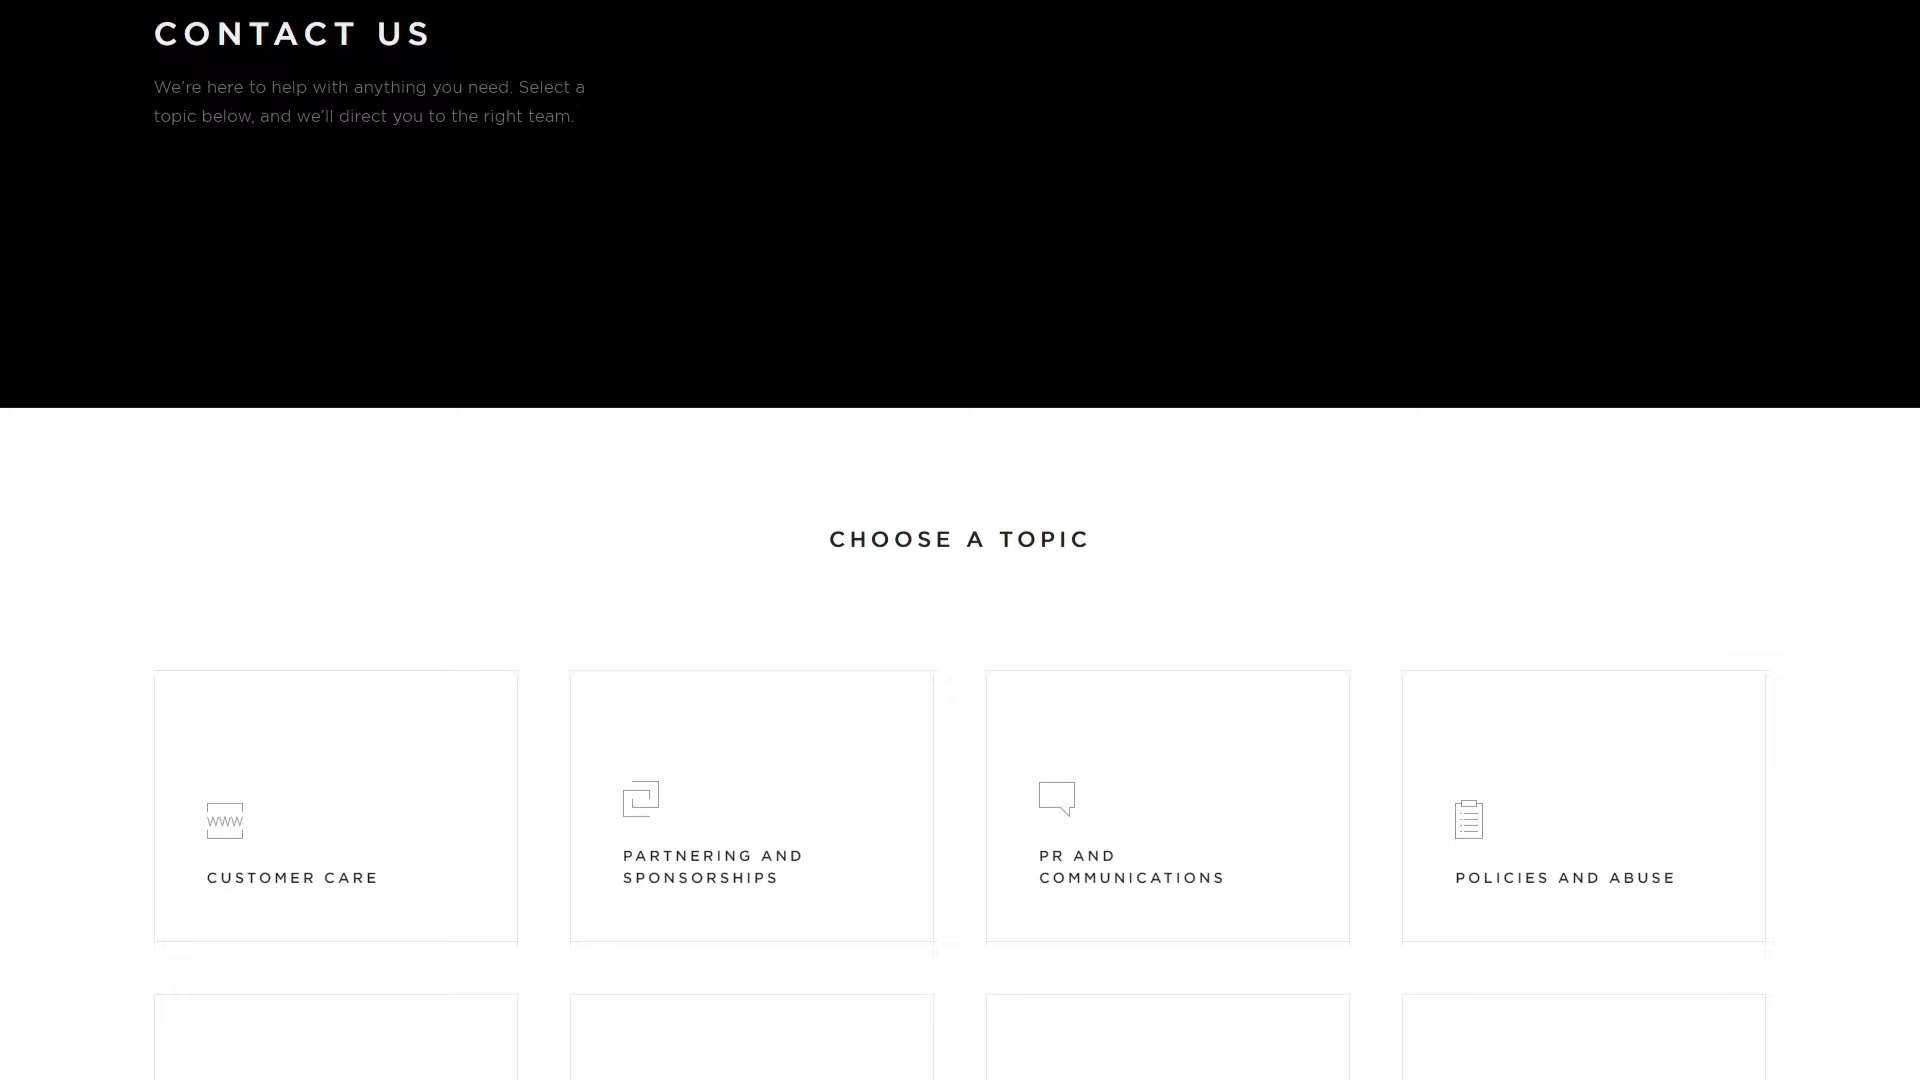 CONTACT US
We're here to help with anything you need. Select a
topic below, and we'll direct you to the right team.
CHOOSE A TOPIC
WWW
CUSTOMER CARE
PARTNERING AND
SPONSORSHIPS
PR AND
COMMUNICATIONS
POLICIES AND ABUSE